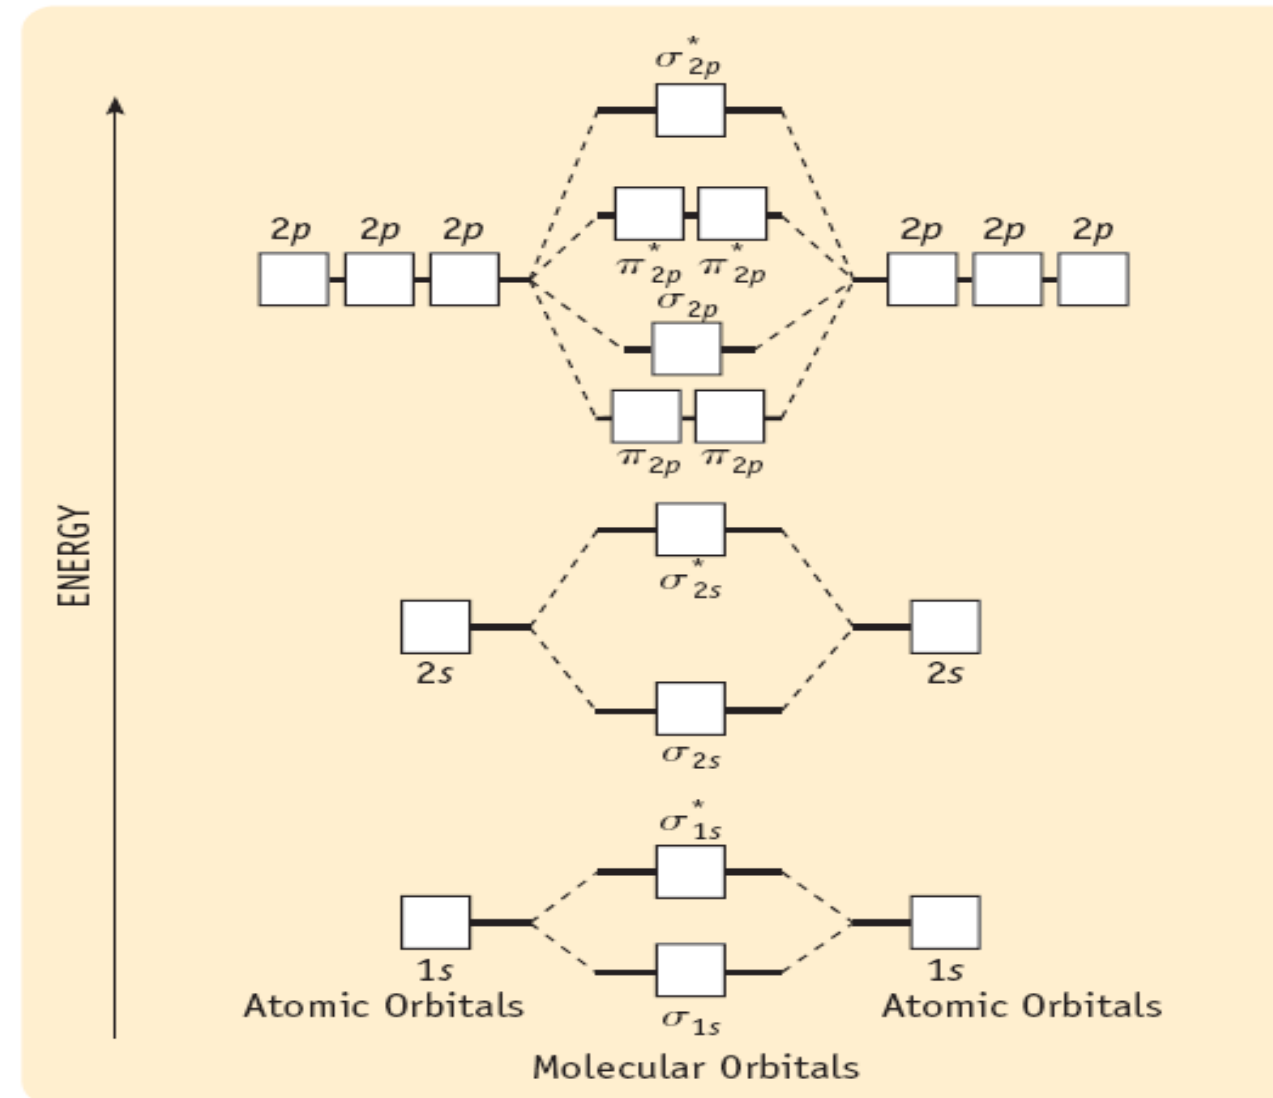 σ*2p
2p 2p 2p
2p 2p 2p
π*2p π*2p
σ2p
π2p π2p
ENERGY
σ*2s
2s
2s
σ2s
σ*1s
1s
1s
Atomic Orbitals
Atomic Orbitals
σ1s
Molecular Orbitals